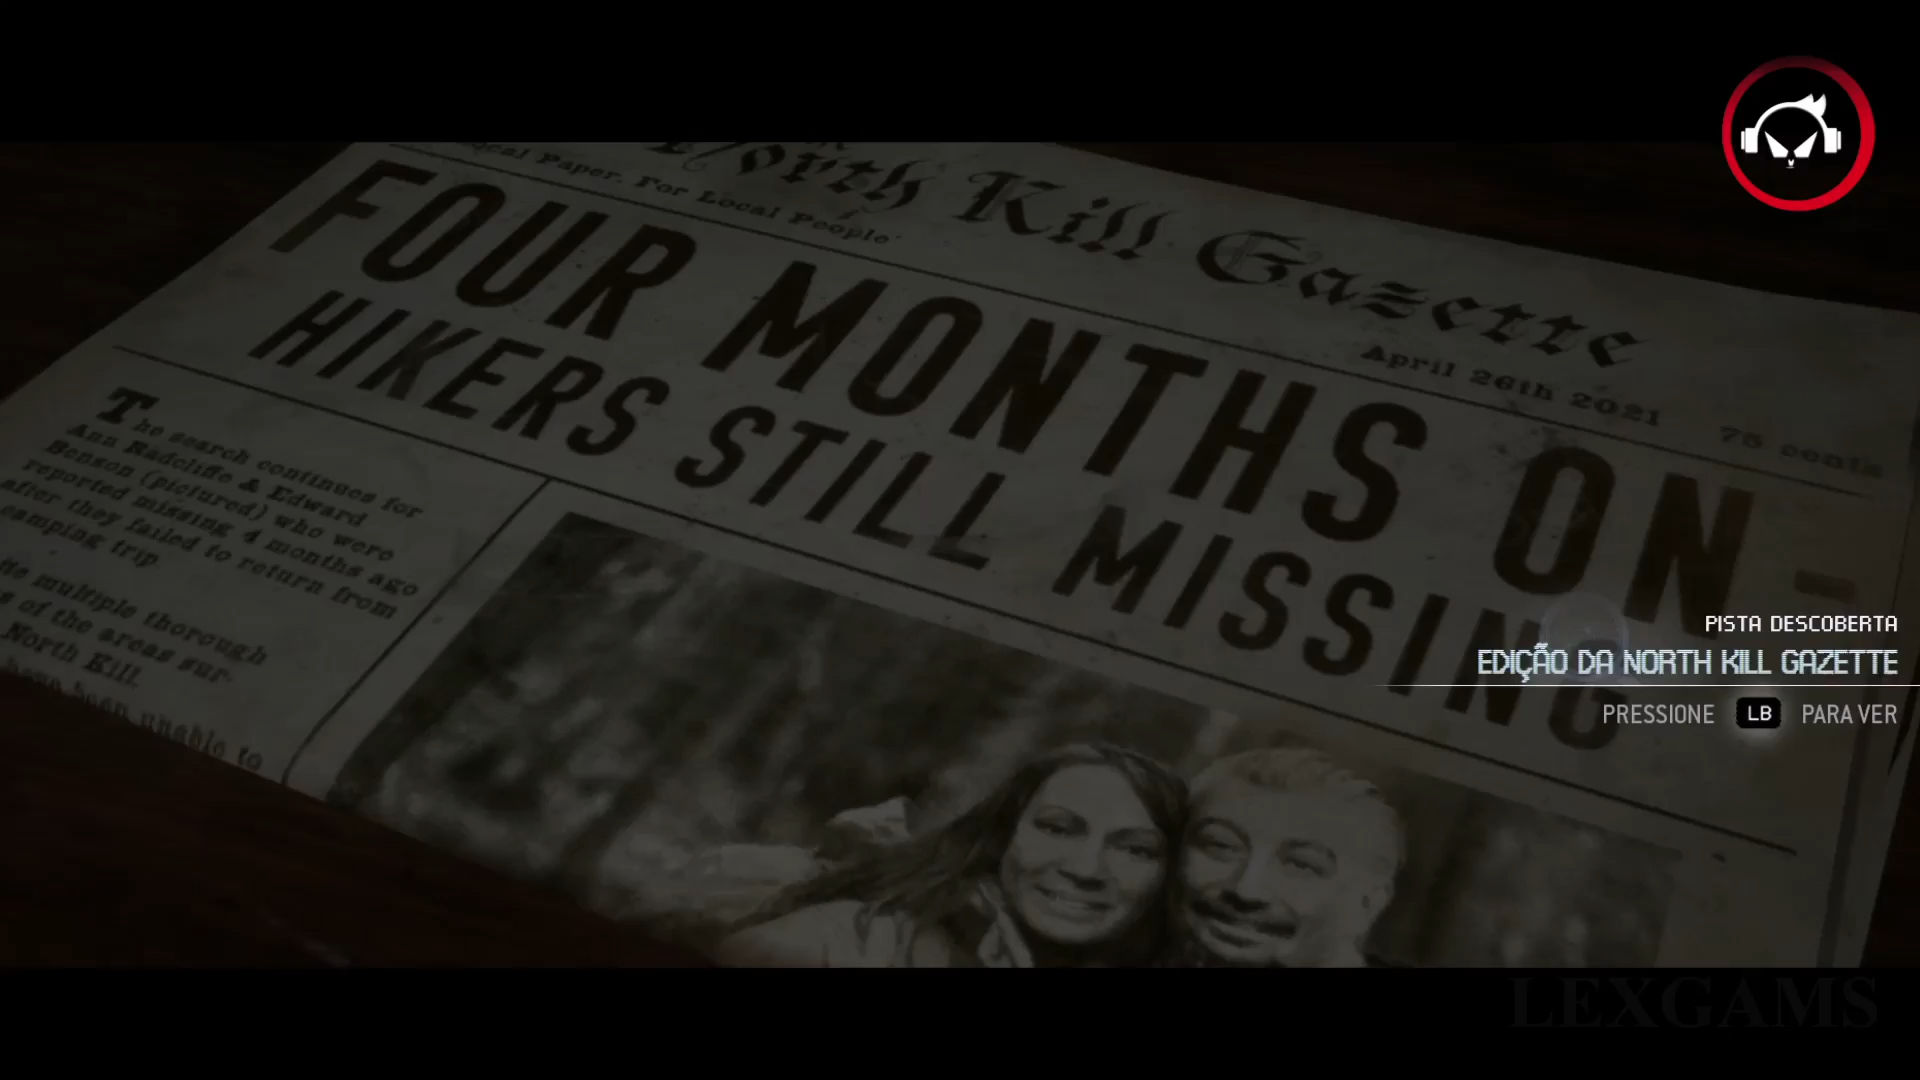 North Kill Gazette
Local Paper. For Local People
April 26th 2021 75 cents
FOUR MONTHS ON -
HIKERS STILL MISSING
The search continues for
Ann Radcliffe & Edward
Benson (pictured) who were
reported missing 4 months ago
after they failed to return from
camping trip.
multiple thorough
s of the areas sur-
North Kill.
been unable to
PISTA DESCOBERTA
EDIÇÃO DA NORTH KILL GAZETTE
PRESSIONE LB PARA VER
LEXGAMS